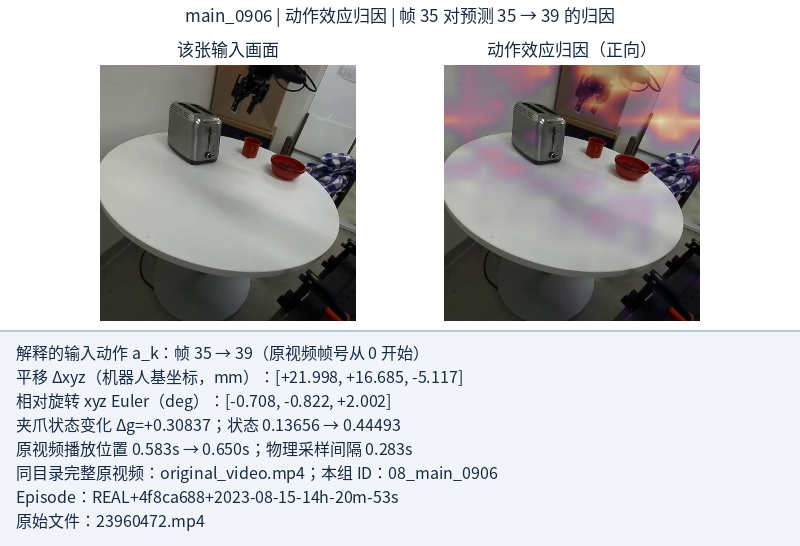 main_0906 | 动作效应归因 | 帧 35 对预测 35 → 39 的归因
该张输入画面
动作效应归因（正向）
解释的输入动作 a_k：帧 35 → 39（原视频帧号从 0 开始）
平移 Δxyz（机器人基坐标，mm）：[+21.998, +16.685, -5.117]
相对旋转 xyz Euler（deg）：[-0.708, -0.822, +2.002]
夹爪状态变化 Δg=+0.30837；状态 0.13656 → 0.44493
原视频播放位置 0.583s → 0.650s；物理采样间隔 0.283s
同目录完整原视频：original_video.mp4；本组 ID：08_main_0906
Episode：REAL+4f8ca688+2023-08-15-14h-20m-53s
原始文件：23960472.mp4